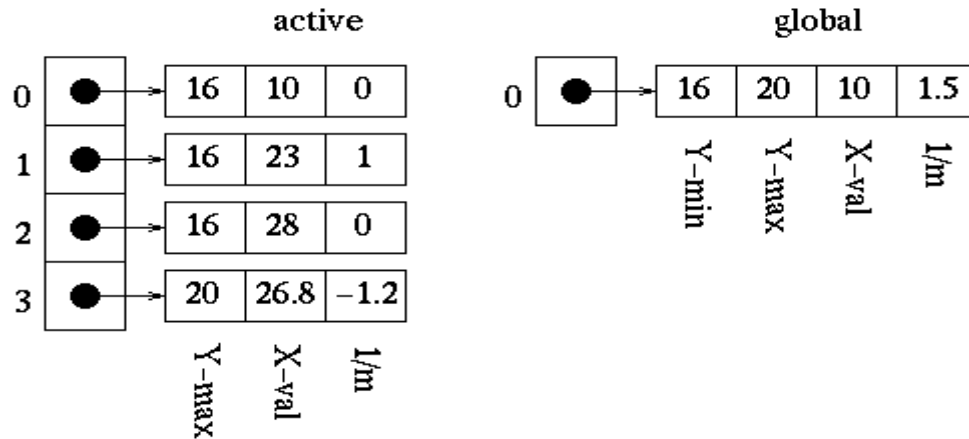 active global
0 16 10 0 0 16 20 10 1.5
1 16 23 1
2 16 28 0
3 20 26.8 −1.2
Y-min Y-max X-val 1/m
Y-max X-val 1/m